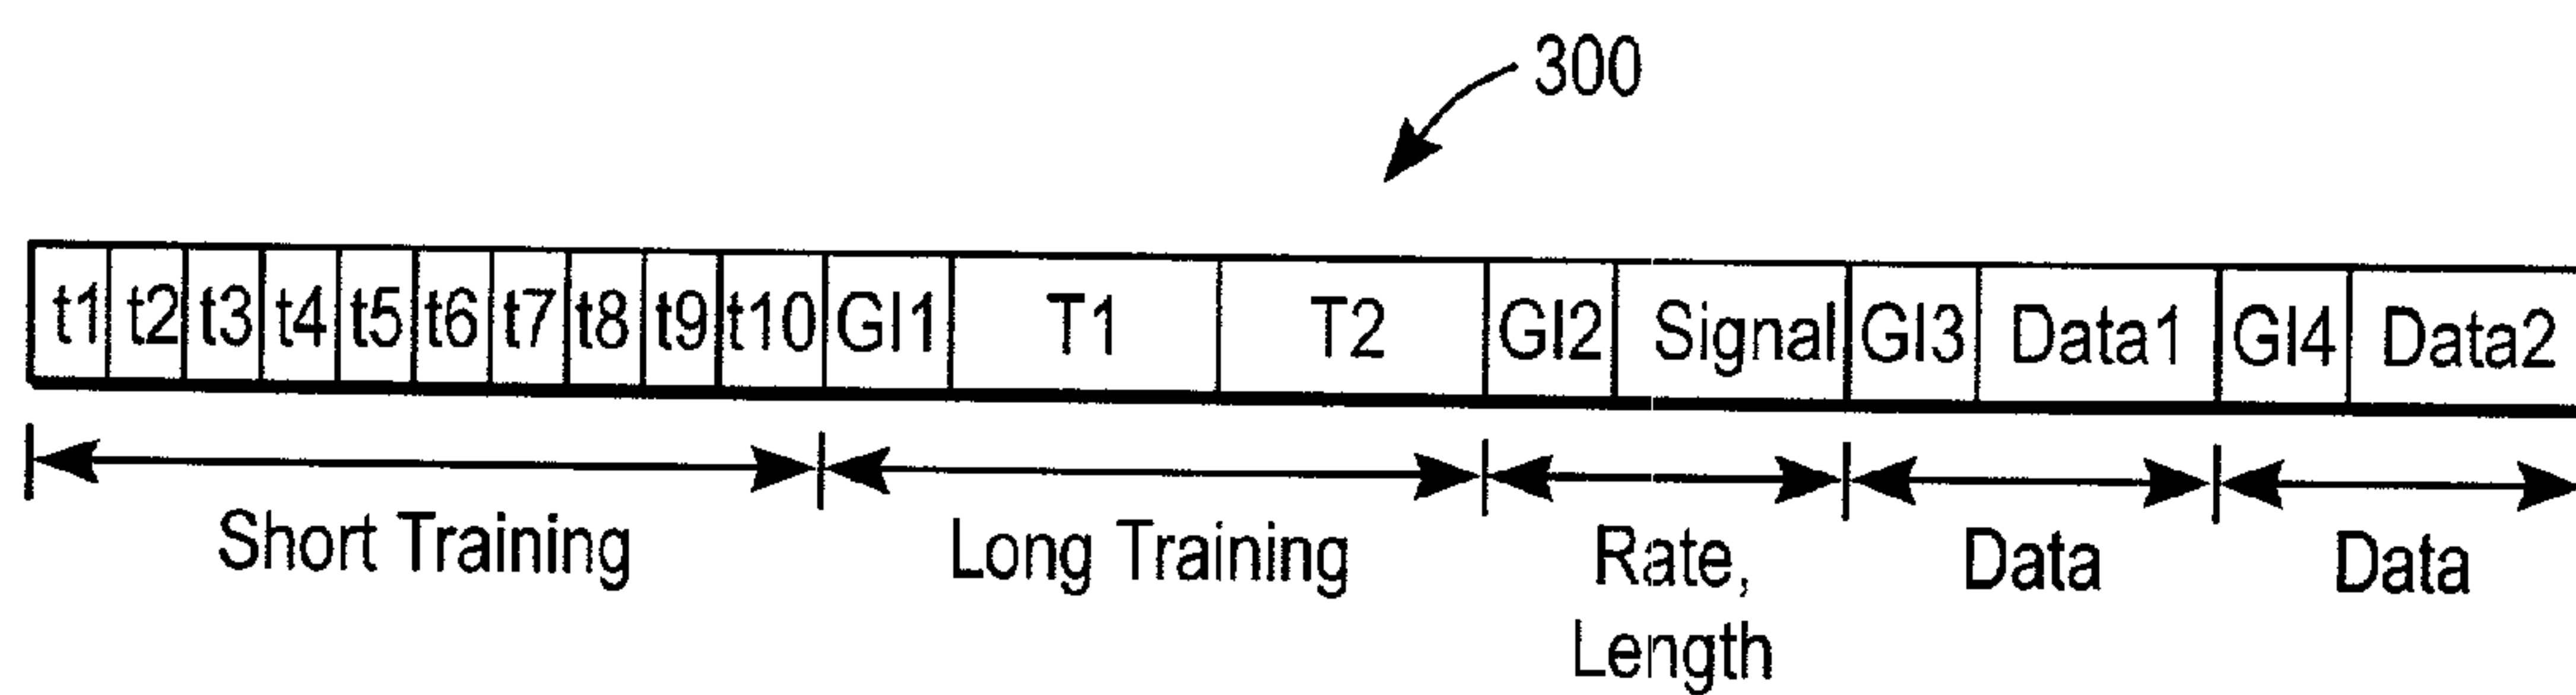 300
t1 t2 t3 t4 t5 t6 t7 t8 t9 t10 GI1 T1 T2 GI2 Signal GI3 Data1 GI4 Data2
Short Training Long Training Rate, Data Data
Length